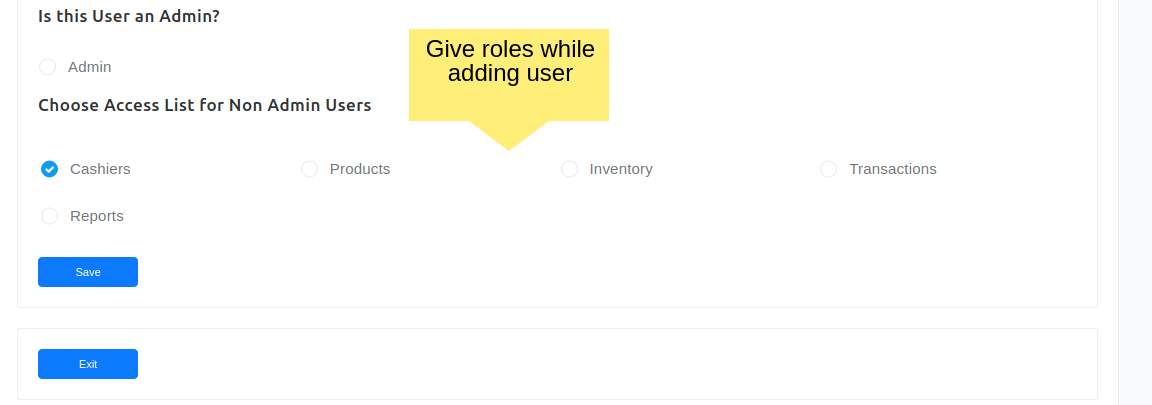 Is this User an Admin?
Give roles while
adding user
Admin
Choose Access List for Non Admin Users
Cashiers
Products
Inventory
Transactions
Reports
Save
Exit